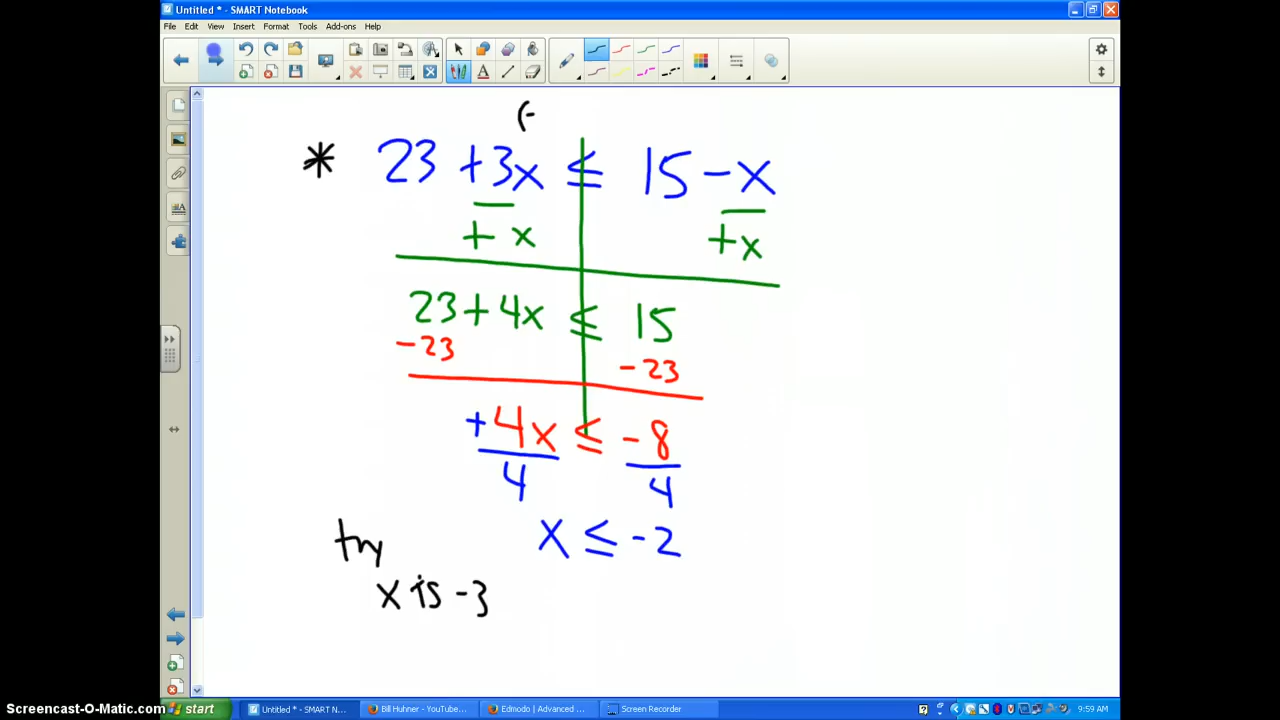 Untitled * - SMART Notebook
File Edit View Insert Format Tools Add-ons Help
(-
* 23 +3x ≤ 15 -x
+ x +x
23+4x ≤ 15
-23 -23
+4x ≤ -8
4 4
x ≤ -2
try
x is -3
Screencast-O-Matic.com
start Untitled * - SMART N... Bill Huhner - YouTube... Edmodo | Advanced ... Screen Recorder 9:59 AM